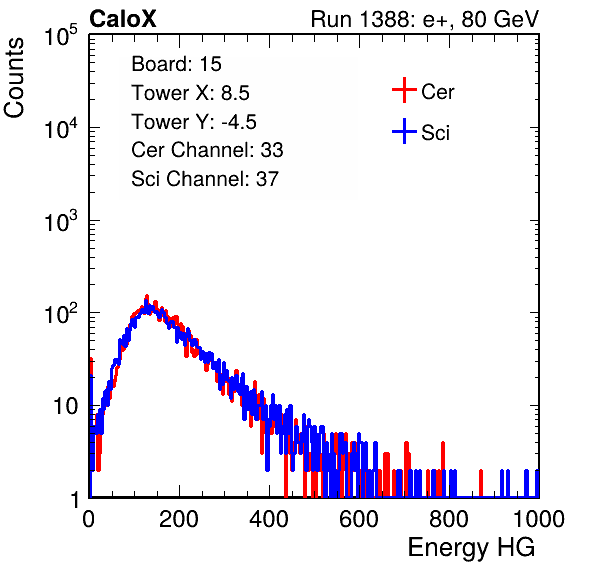 CaloX Run 1388: e+, 80 GeV
Counts
Board: 15
Tower X: 8.5
Tower Y: -4.5
Cer Channel: 33
Sci Channel: 37
Cer
Sci
10^5
10^4
10^3
10^2
10
1
0 200 400 600 800 1000
Energy HG